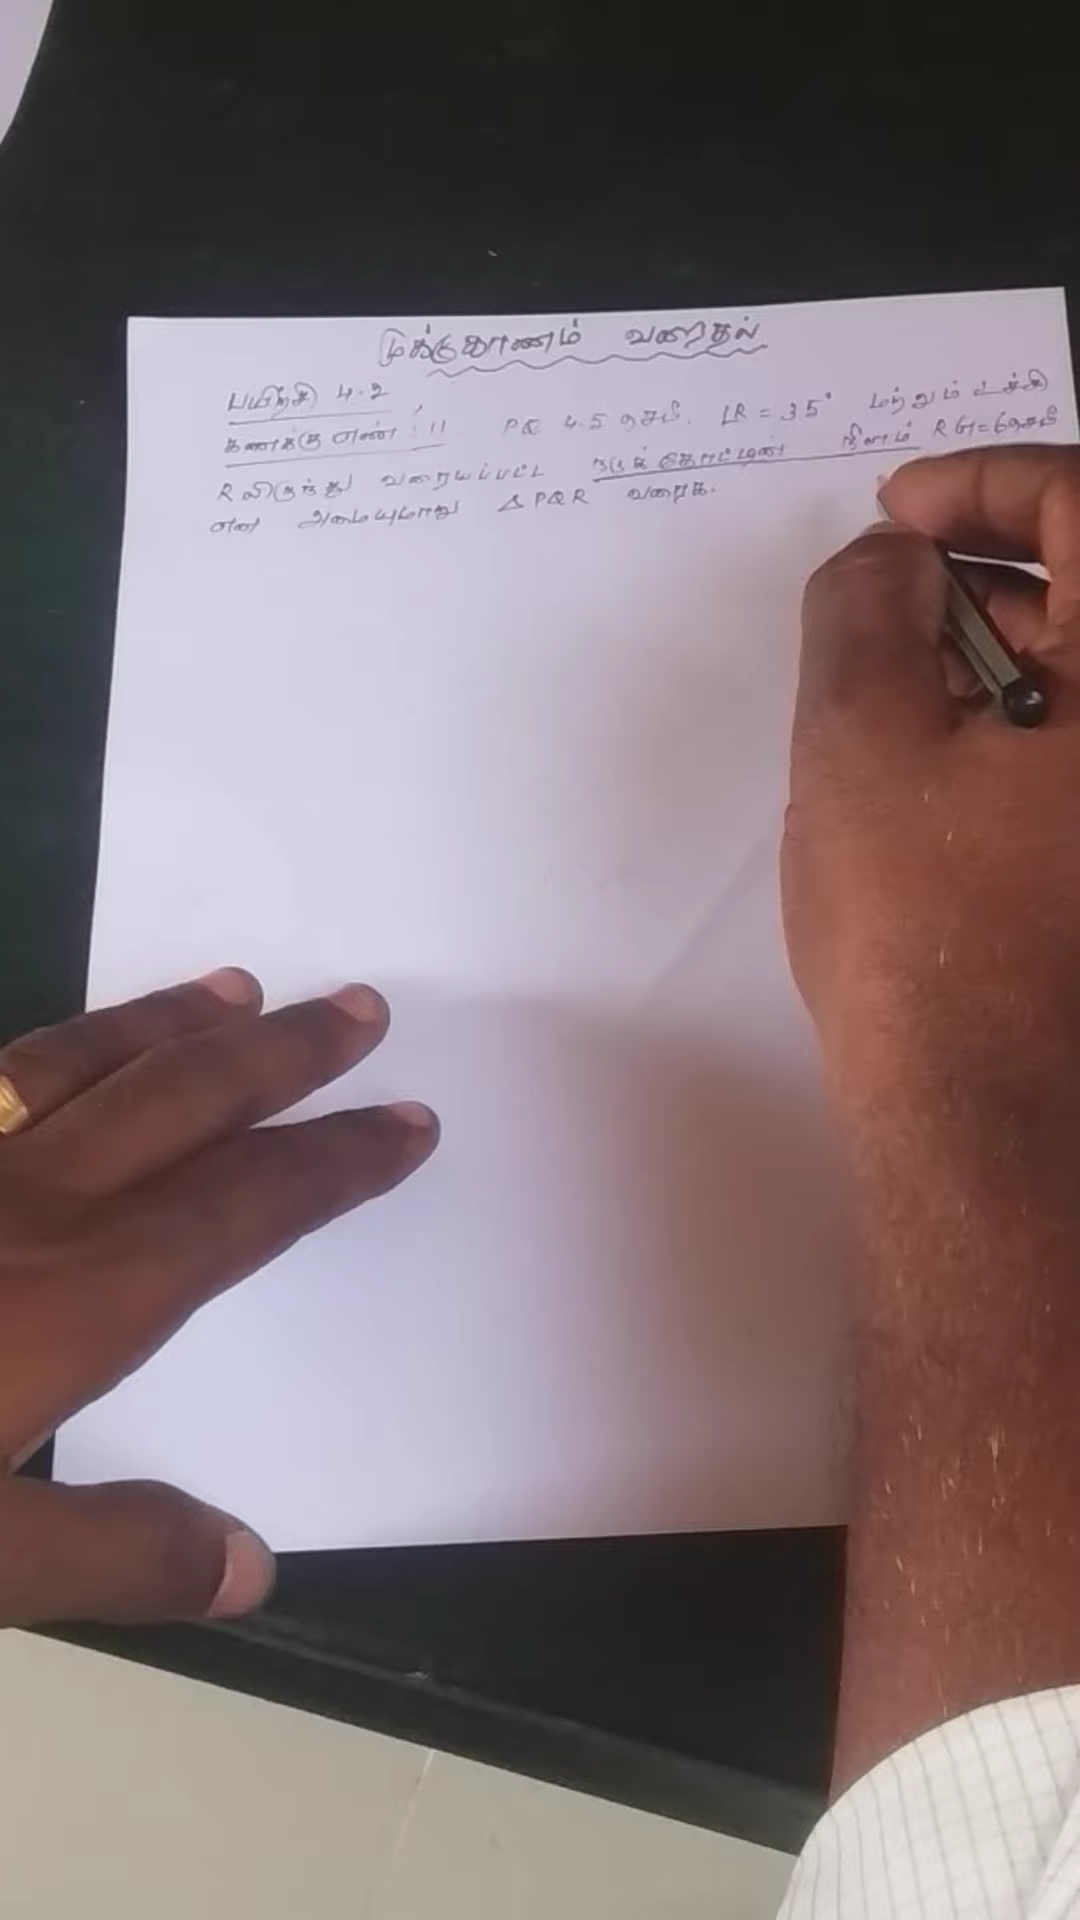 முக்கோணம் வரைதல்
பயிற்சி 4.2
கணக்கு எண் : 11. PQ 4.5 செமீ. ∠R = 35° மற்றும் உச்சி
R லிருந்து வரையப்பட்ட நடுக் கோட்டின் நீளம் RG=6செமீ
என அமையுமாறு ΔPQR வரைக.